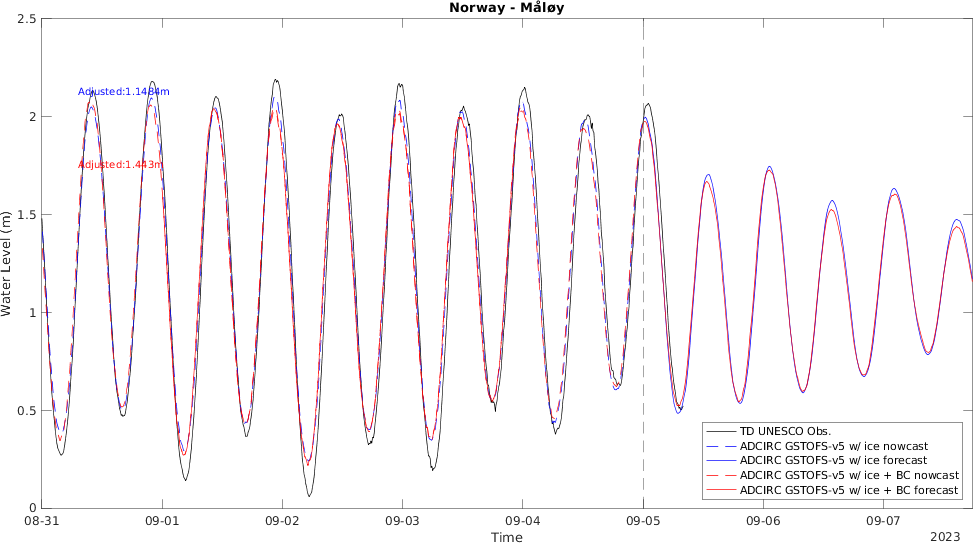 Norway - Måløy
2.5
2
1.5
1
0.5
0
Water Level (m)
Adjusted:1.1484m
Adjusted:1.443m
TD UNESCO Obs.
ADCIRC GSTOFS-v5 w/ ice nowcast
ADCIRC GSTOFS-v5 w/ ice forecast
ADCIRC GSTOFS-v5 w/ ice + BC nowcast
ADCIRC GSTOFS-v5 w/ ice + BC forecast
08-31 09-01 09-02 09-03 09-04 09-05 09-06 09-07
Time
2023